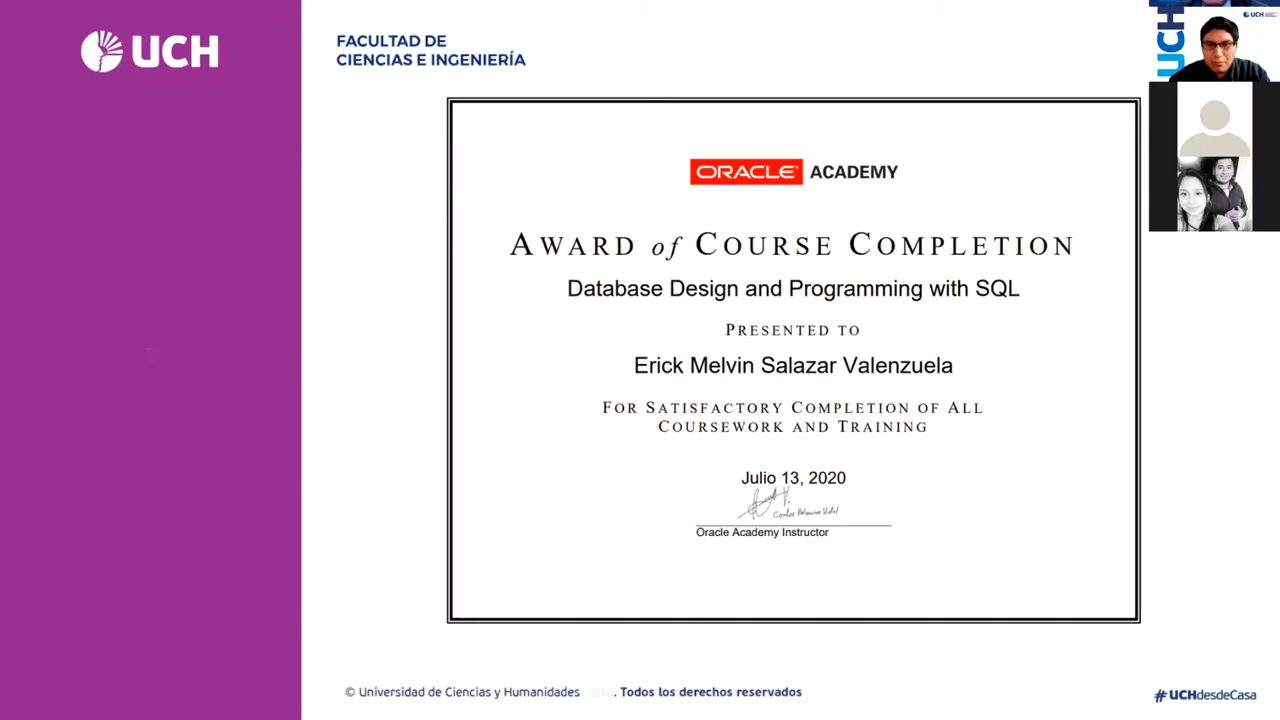 UCH
FACULTAD DE
CIENCIAS E INGENIERÍA
ORACLE ACADEMY
AWARD of COURSE COMPLETION
Database Design and Programming with SQL
PRESENTED TO
Erick Melvin Salazar Valenzuela
FOR SATISFACTORY COMPLETION OF ALL
COURSEWORK AND TRAINING
Julio 13, 2020
Oracle Academy Instructor
© Universidad de Ciencias y Humanidades . Todos los derechos reservados
#UCHdesdeCasa
UCH
UCH